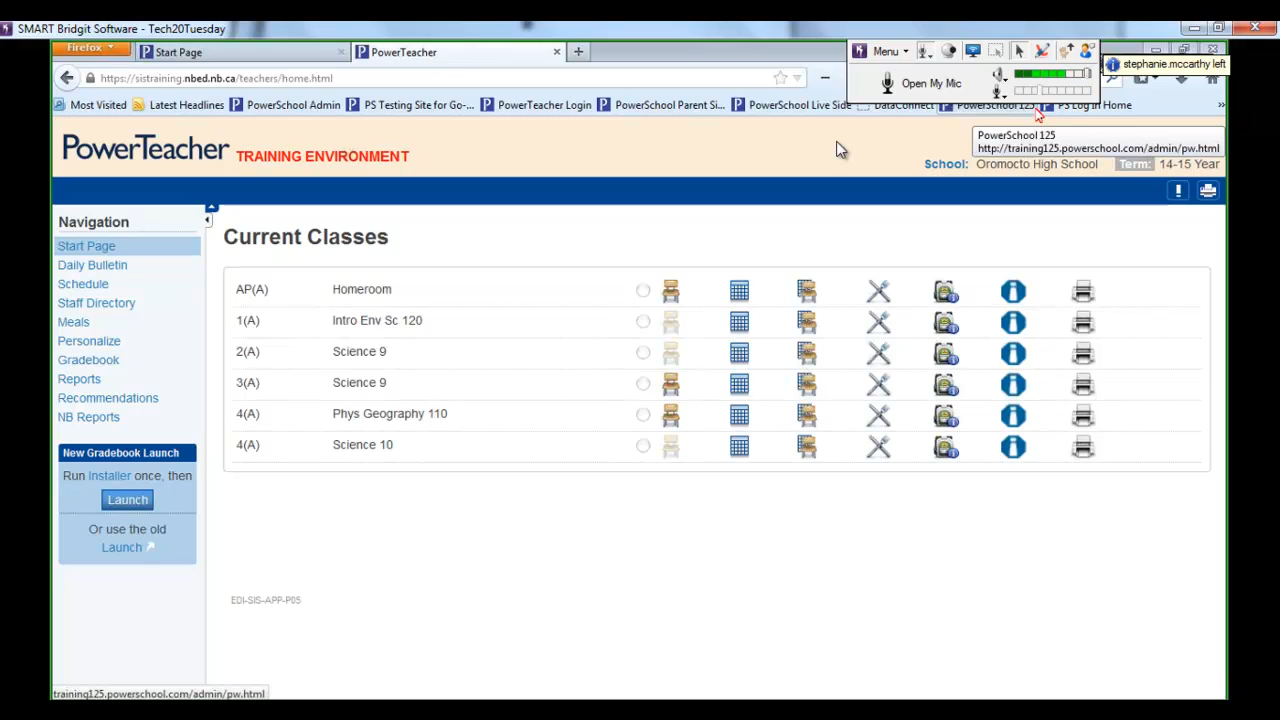 SMART Bridgit Software - Tech20Tuesday
Firefox
Start Page
PowerTeacher
Menu
stephanie.mccarthy left
https://sistraining.nbed.nb.ca/teachers/home.html
Open My Mic
Most Visited
Latest Headlines
PowerSchool Admin
PS Testing Site for Go-...
PowerTeacher Login
PowerSchool Parent Si...
PowerSchool Live Side
DataConnect
PowerSchool 125
PS Log In Home
»
PowerSchool 125
http://training125.powerschool.com/admin/pw.html
PowerTeacher TRAINING ENVIRONMENT
School: Oromocto High School Term: 14-15 Year
Navigation
Start Page
Daily Bulletin
Schedule
Staff Directory
Meals
Personalize
Gradebook
Reports
Recommendations
NB Reports
New Gradebook Launch
Run Installer once, then
Launch
Or use the old
Launch
Current Classes
AP(A) Homeroom
1(A) Intro Env Sc 120
2(A) Science 9
3(A) Science 9
4(A) Phys Geography 110
4(A) Science 10
EDI-SIS-APP-P05
training125.powerschool.com/admin/pw.html